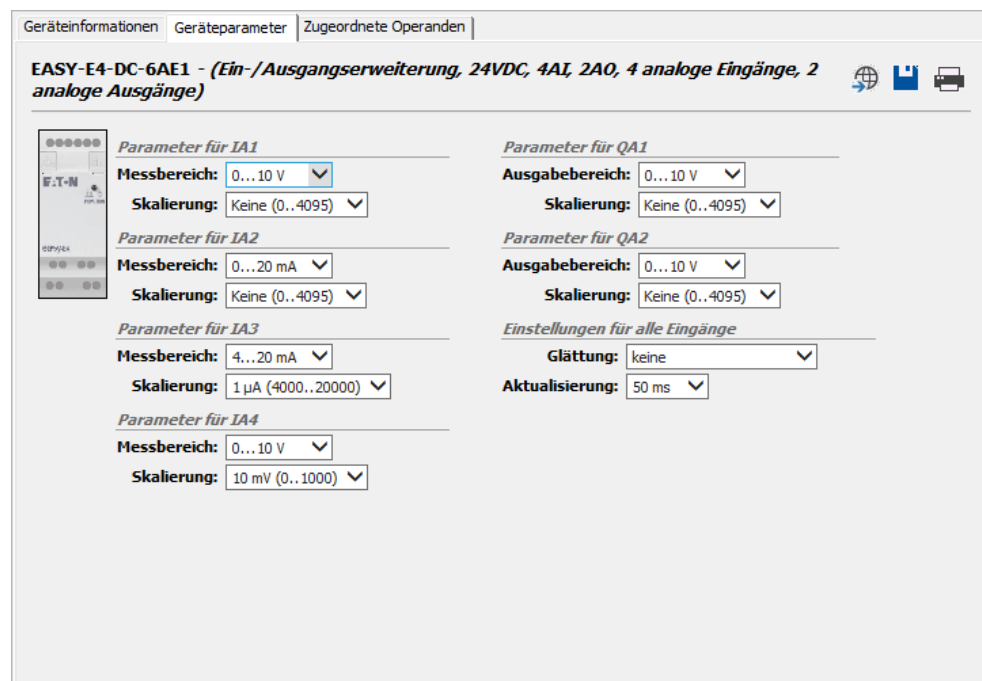 Geräteinformationen Geräteparameter Zugeordnete Operanden
EASY-E4-DC-6AE1 - (Ein-/Ausgangserweiterung, 24VDC, 4AI, 2AO, 4 analoge Eingänge, 2
analoge Ausgänge)
Parameter für IA1
Messbereich: 0...10 V
Skalierung: Keine (0..4095)
Parameter für IA2
Messbereich: 0...20 mA
Skalierung: Keine (0..4095)
Parameter für IA3
Messbereich: 4...20 mA
Skalierung: 1 µA (4000..20000)
Parameter für IA4
Messbereich: 0...10 V
Skalierung: 10 mV (0..1000)
Parameter für QA1
Ausgabebereich: 0...10 V
Skalierung: Keine (0..4095)
Parameter für QA2
Ausgabebereich: 0...10 V
Skalierung: Keine (0..4095)
Einstellungen für alle Eingänge
Glättung: keine
Aktualisierung: 50 ms
E·T·N